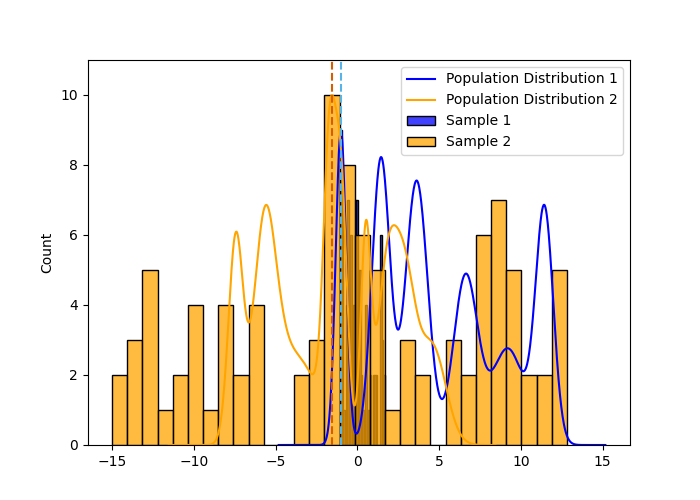 Population Distribution 1
Population Distribution 2
Sample 1
Sample 2
Count
10
8
6
4
2
0
−15
−10
−5
0
5
10
15